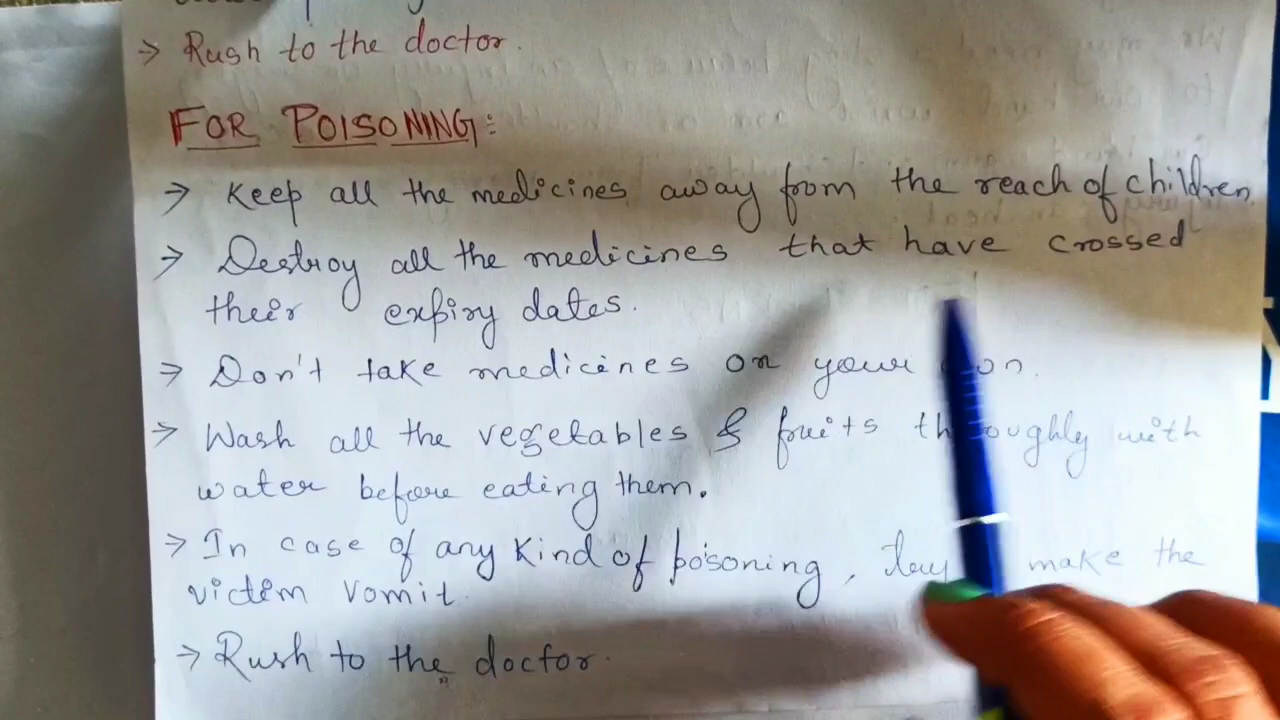 → Rush to the doctor.
FOR POISONING:
→ Keep all the medicines away from the reach of children.
→ Destroy all the medicines that have crossed
their expiry dates.
→ Don't take medicines on your
→ Wash all the vegetables & fruits thoroughly with
water before eating them.
→ In case of any kind of poisoning, make the
victim vomit.
→ Rush to the doctor.